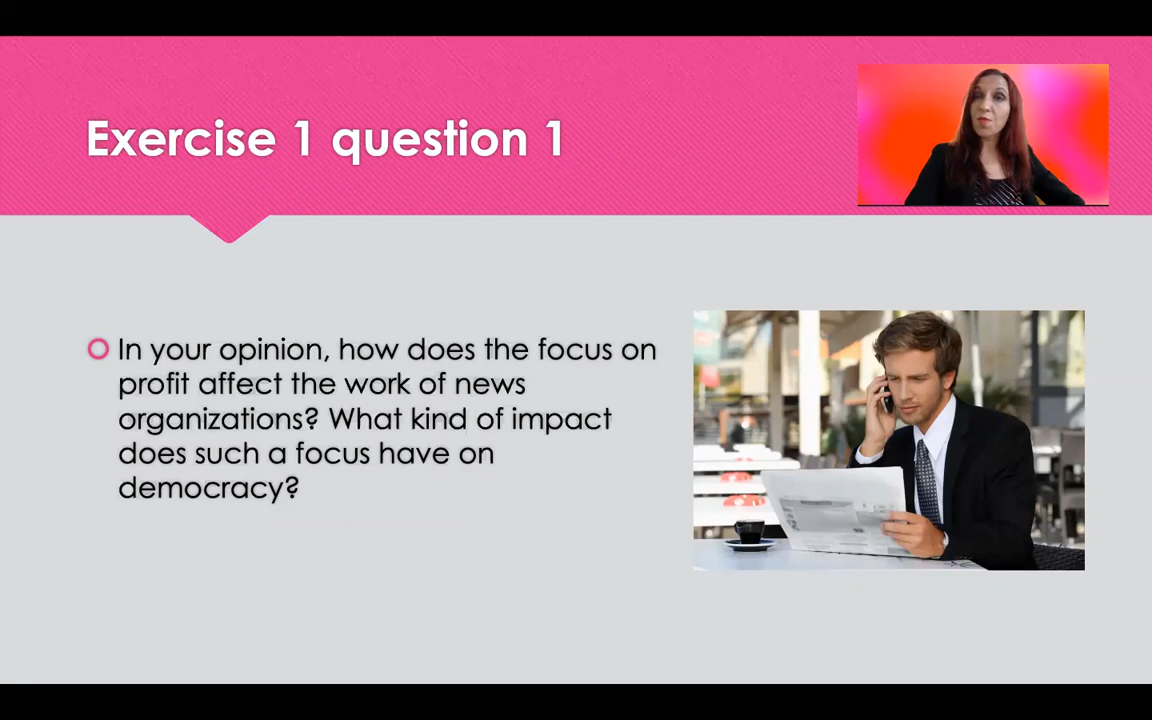 Exercise 1 question 1
In your opinion, how does the focus on
profit affect the work of news
organizations? What kind of impact
does such a focus have on
democracy?